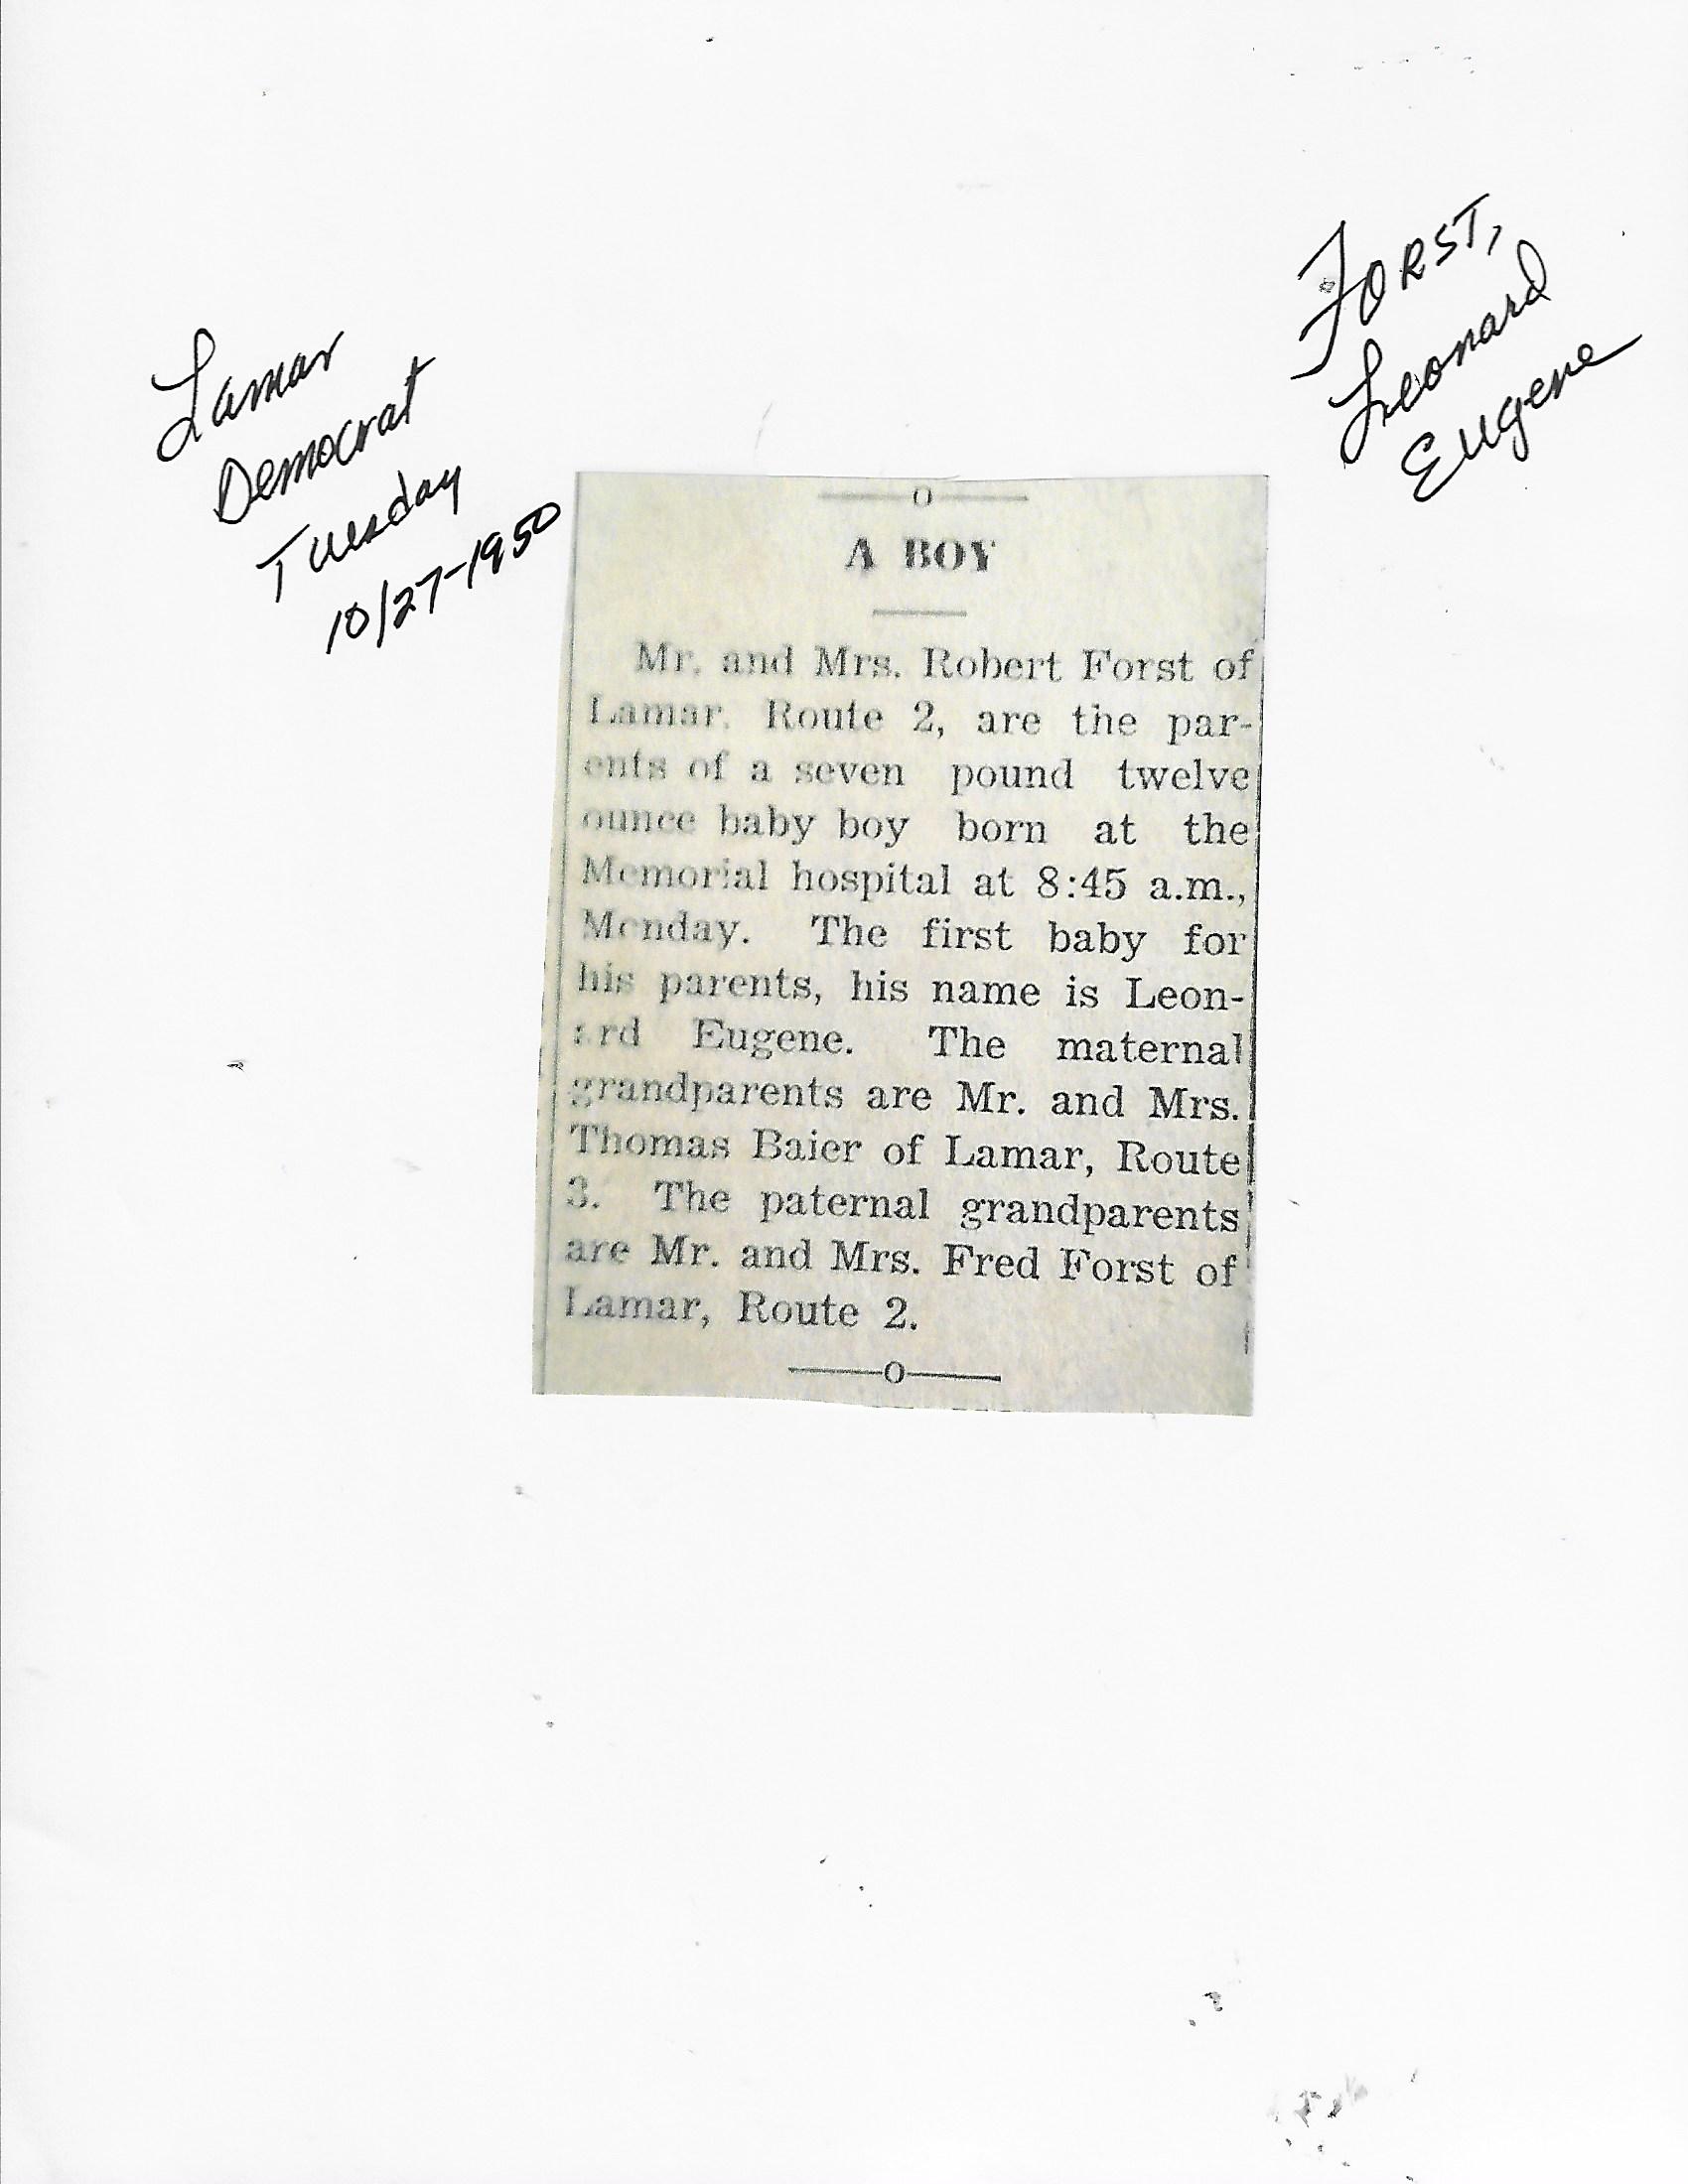 Lamar
Democrat
Tuesday
10/27-1950
FORST,
Leonard
Eugene
A BOY
Mr. and Mrs. Robert Forst of
Lamar. Route 2, are the par-
ents of a seven pound twelve
ounce baby boy born at the
Memorial hospital at 8:45 a.m.,
Monday. The first baby for
his parents, his name is Leon-
ard Eugene. The maternal
grandparents are Mr. and Mrs.
Thomas Baier of Lamar, Route
3. The paternal grandparents
are Mr. and Mrs. Fred Forst of
Lamar, Route 2.